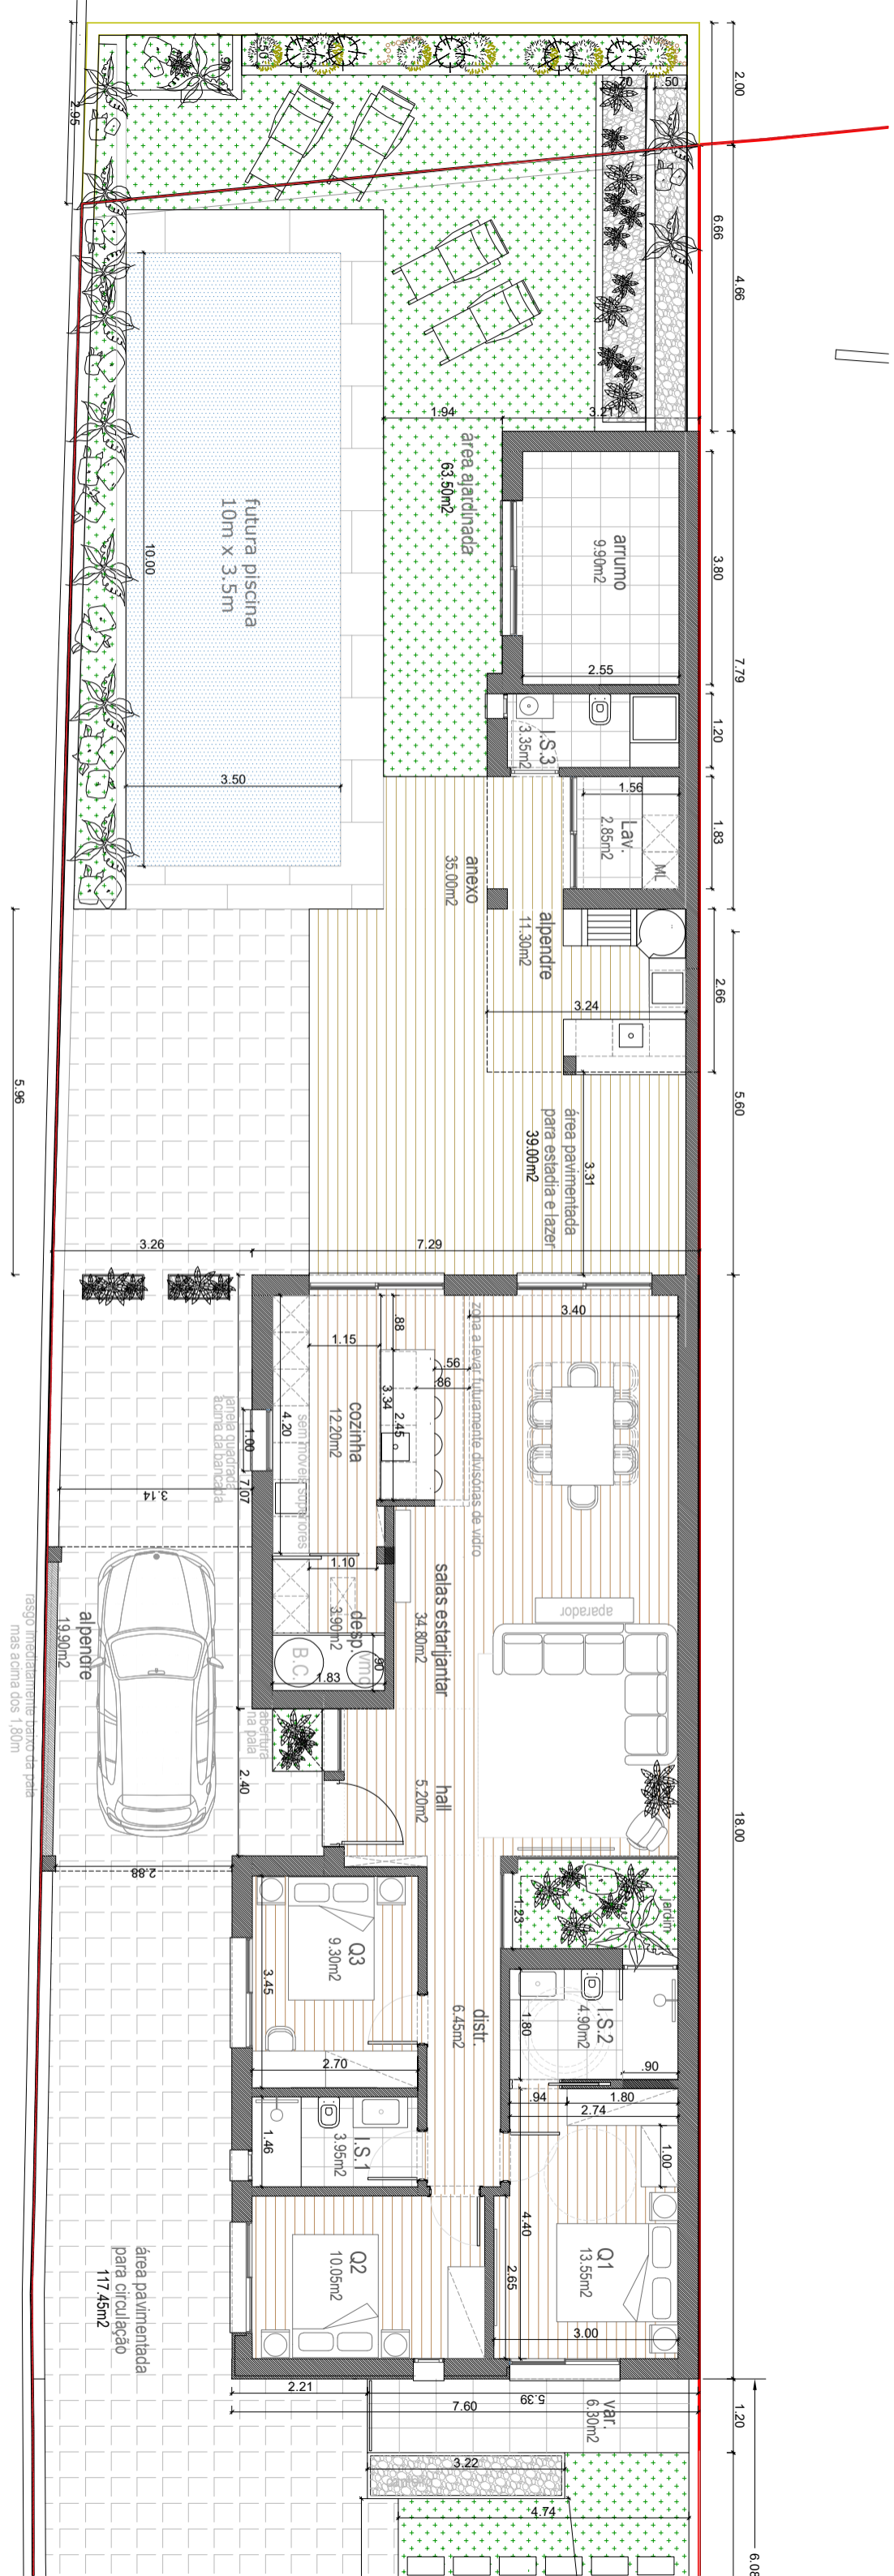 2.00
.50
.70
.50
.90
2.95
6.66
4.66
1.94
3.21
área ajardinada
63.50m2
arrumo
9.90m2
3.80
7.79
2.55
futura piscina
10m x 3.5m
10.00
3.50
I.S.3
3.35m2
1.20
1.56
Lav.
2.85m2
ML
1.83
anexo
35.00m2
alpendre
11.30m2
3.24
2.66
5.60
5.96
área pavimentada
para estadia e lazer
39.00m2
3.31
3.26
7.29
3.40
.88
1.15
.56
.86
zona a levar futuramente divisórias de vidro
3.34
2.45
cozinha
12.20m2
4.20
sem móveis superiores
1.00
janela quadrada
acima da bancada
7.07
3.14
1.10
desp.
3.90m2
B.C.
.90
1.83
salas estar/jantar
34.80m2
aparador
alpendre
19.90m2
rasgo imediatamente baixo da pala
mas acima dos 1,80m
abertura
na pala
2.40
hall
5.20m2
18.00
2.88
1.23
jardim
Q3
9.30m2
3.45
2.70
distr.
6.45m2
I.S.2
4.90m2
1.80
.90
.94
1.80
2.74
1.00
I.S.1
3.95m2
1.46
Q2
10.05m2
Q1
13.55m2
4.40
2.65
3.00
área pavimentada
para circulação
117.45m2
2.21
5.39
7.60
var.
6.30m2
1.20
3.22
4.74
6.08